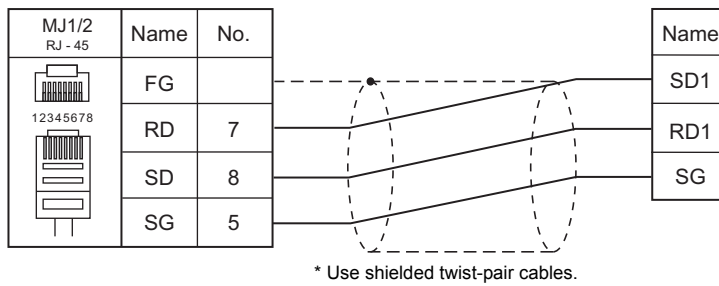 MJ1/2 Name No. Name
RJ - 45
FG SD1
12345678
RD 7 RD1
SD 8 SG
SG 5
* Use shielded twist-pair cables.